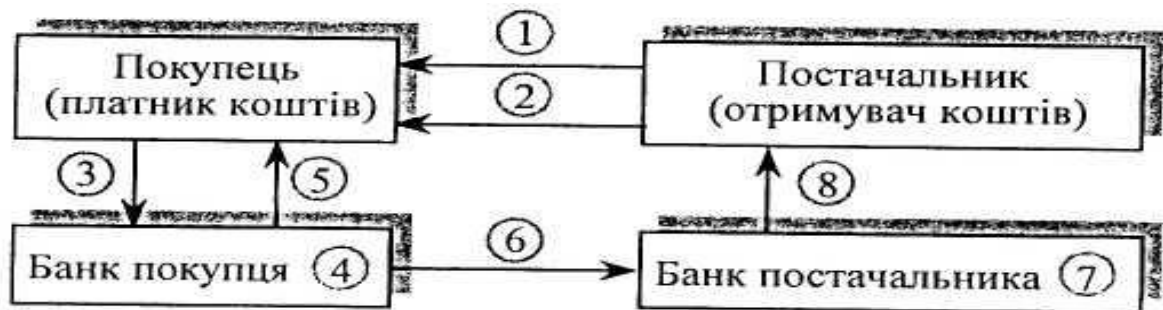 ①
Покупець
(платник коштів)
②
Постачальник
(отримувач коштів)
③
⑤
⑧
Банк покупця ④
⑥
Банк постачальника ⑦